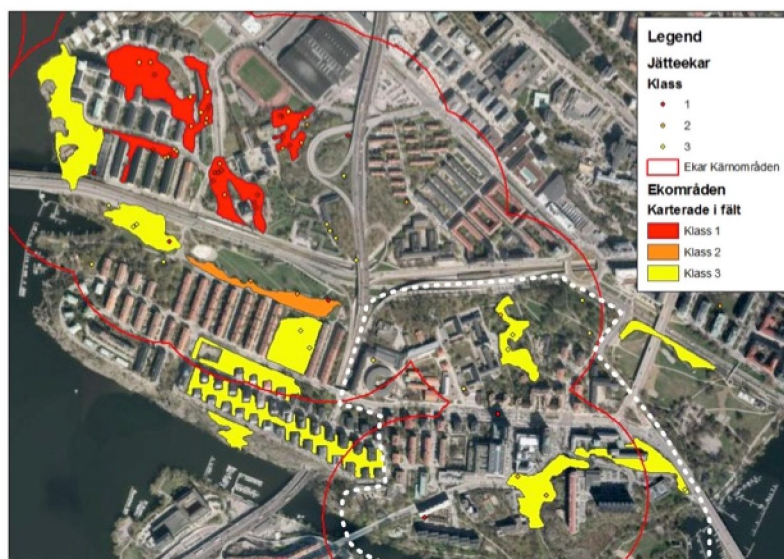 Legend
Jätteekar
Klass
1
2
3
Ekar Kärnområden
Ekområden
Karterade i fält
Klass 1
Klass 2
Klass 3